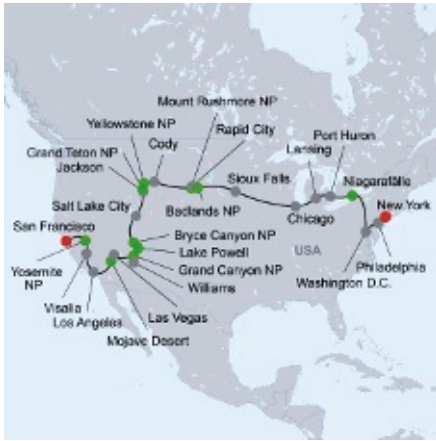 Mount Rushmore NP
Yellowstone NP
Rapid City
Port Huron
Cody
Lansing
Grand Teton NP
Jackson
Sioux Falls
Niagarafälle
Salt Lake City
Badlands NP
New York
San Francisco
Chicago
Bryce Canyon NP
USA
Lake Powell
Yosemite
NP
Grand Canyon NP
Philadelphia
Williams
Washington D.C.
Visalia
Las Vegas
Los Angeles
Mojave Desert